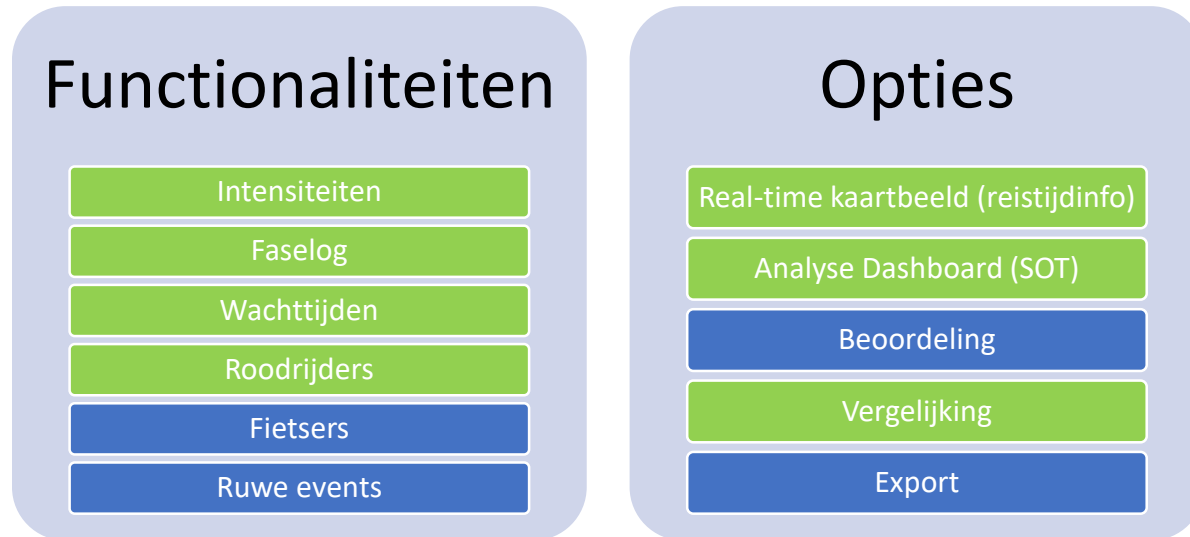 Functionaliteiten
Intensiteiten
Faselog
Wachttijden
Roodrijders
Fietsers
Ruwe events
Opties
Real-time kaartbeeld (reistijdinfo)
Analyse Dashboard (SOT)
Beoordeling
Vergelijking
Export